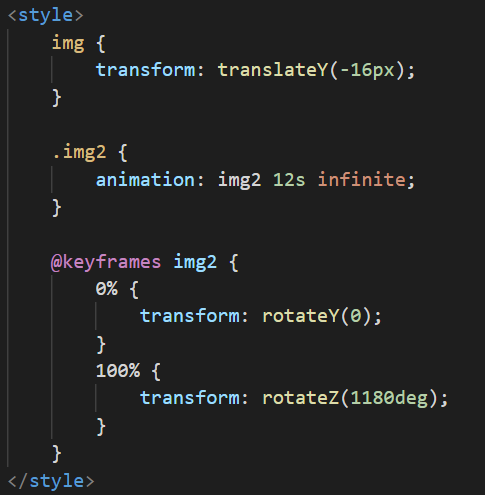 <style>
img {
transform: translateY(-16px);
}
.img2 {
animation: img2 12s infinite;
}
@keyframes img2 {
0% {
transform: rotateY(0);
}
100% {
transform: rotateZ(1180deg);
}
}
</style>